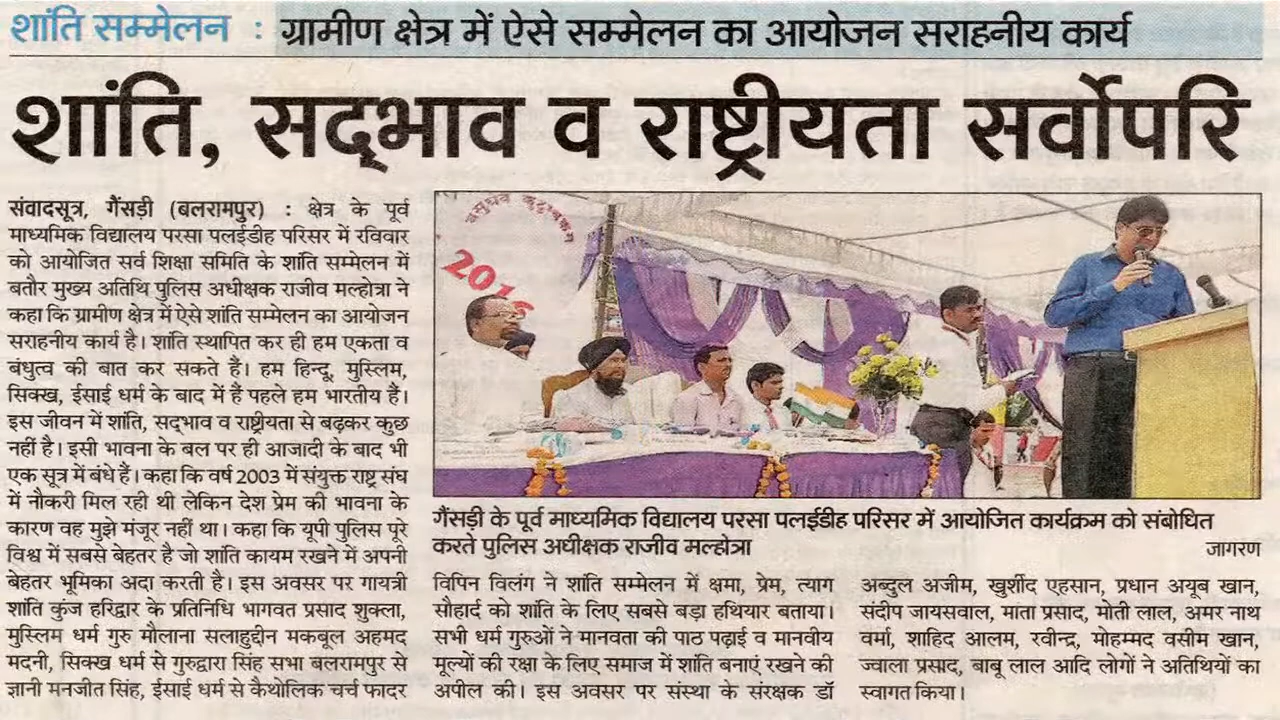 शांति सम्मेलन : ग्रामीण क्षेत्र में ऐसे सम्मेलन का आयोजन सराहनीय कार्य
शांति, सद्भाव व राष्ट्रीयता सर्वोपरि
संवादसूत्र, गैंसड़ी (बलरामपुर) : क्षेत्र के पूर्व
माध्यमिक विद्यालय परसा पलईडीह परिसर में रविवार
को आयोजित सर्व शिक्षा समिति के शांति सम्मेलन में
बतौर मुख्य अतिथि पुलिस अधीक्षक राजीव मल्होत्रा ने
कहा कि ग्रामीण क्षेत्र में ऐसे शांति सम्मेलन का आयोजन
सराहनीय कार्य है। शांति स्थापित कर ही हम एकता व
बंधुत्व की बात कर सकते हैं। हम हिन्दू, मुस्लिम,
सिक्ख, ईसाई धर्म के बाद में हैं पहले हम भारतीय हैं।
इस जीवन में शांति, सद्भाव व राष्ट्रीयता से बढ़कर कुछ
नहीं है। इसी भावना के बल पर ही आजादी के बाद भी
एक सूत्र में बंधे हैं। कहा कि वर्ष 2003 में संयुक्त राष्ट्र संघ
में नौकरी मिल रही थी लेकिन देश प्रेम की भावना के
कारण वह मुझे मंजूर नहीं था। कहा कि यूपी पुलिस पूरे
विश्व में सबसे बेहतर है जो शांति कायम रखने में अपनी
बेहतर भूमिका अदा करती है। इस अवसर पर गायत्री
शांति कुंज हरिद्वार के प्रतिनिधि भागवत प्रसाद शुक्ला,
मुस्लिम धर्म गुरु मौलाना सलाहुद्दीन मकबूल अहमद
मदनी, सिक्ख धर्म से गुरुद्वारा सिंह सभा बलरामपुर से
ज्ञानी मनजीत सिंह, ईसाई धर्म से कैथोलिक चर्च फादर
वसुधैव कुटुम्बकम
2016
गैंसड़ी के पूर्व माध्यमिक विद्यालय परसा पलईडीह परिसर में आयोजित कार्यक्रम को संबोधित
करते पुलिस अधीक्षक राजीव मल्होत्रा
जागरण
विपिन विलंग ने शांति सम्मेलन में क्षमा, प्रेम, त्याग
सौहार्द को शांति के लिए सबसे बड़ा हथियार बताया।
सभी धर्म गुरुओं ने मानवता की पाठ पढ़ाई व मानवीय
मूल्यों की रक्षा के लिए समाज में शांति बनाएं रखने की
अपील की। इस अवसर पर संस्था के संरक्षक डॉ
अब्दुल अजीम, खुर्शीद एहसान, प्रधान अयूब खान,
संदीप जायसवाल, माता प्रसाद, मोती लाल, अमर नाथ
वर्मा, शाहिद आलम, रवीन्द्र, मोहम्मद वसीम खान,
ज्वाला प्रसाद, बाबू लाल आदि लोगों ने अतिथियों का
स्वागत किया।